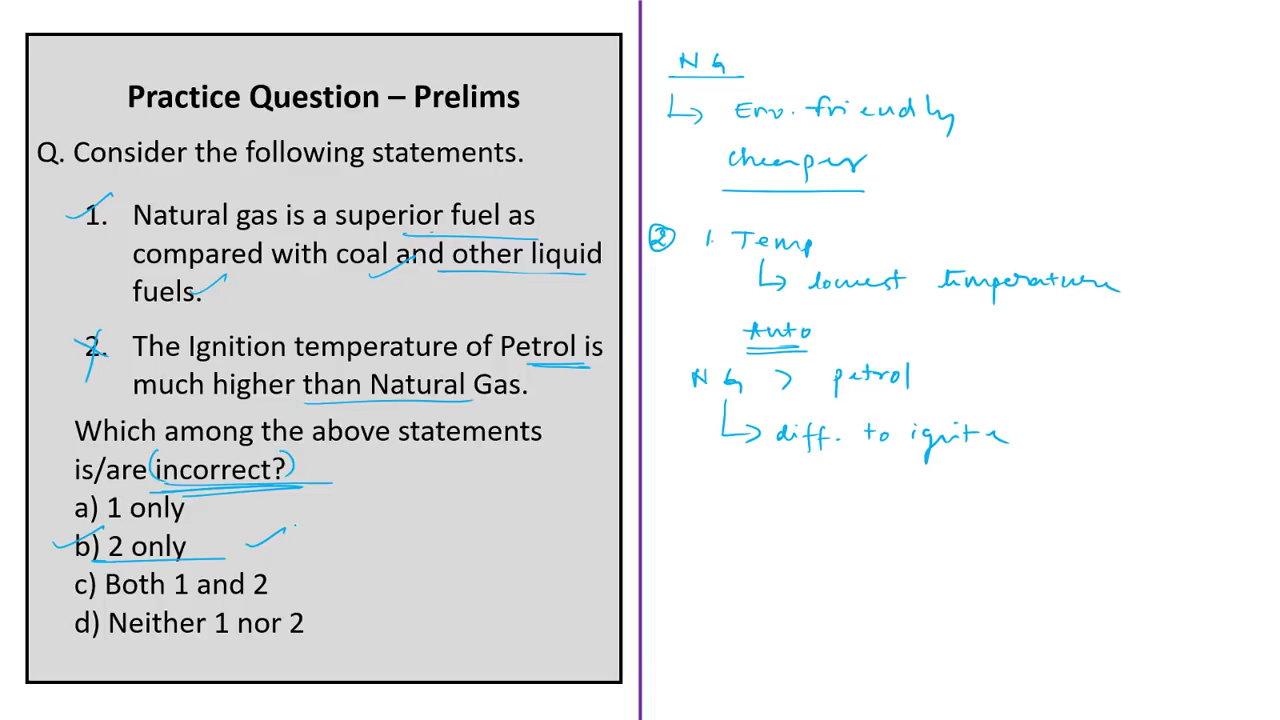 Practice Question – Prelims
Q. Consider the following statements.
1. Natural gas is a superior fuel as
compared with coal and other liquid
fuels.
2. The Ignition temperature of Petrol is
much higher than Natural Gas.
Which among the above statements
is/are incorrect?
a) 1 only
b) 2 only
c) Both 1 and 2
d) Neither 1 nor 2
NG
Env. friendly
cheaper
2 1. Temp
lowest temperature
Auto
NG > petrol
diff. to ignite